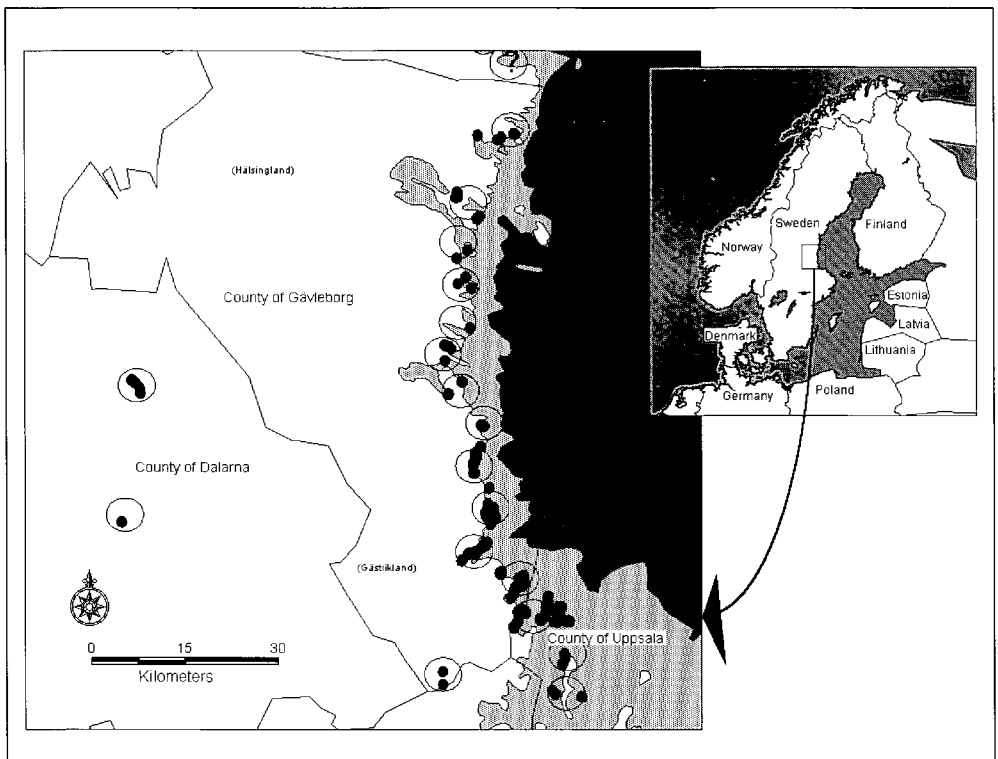 ?
(Hälsingland)
County of Gävleborg
County of Dalarna
(Gästrikland)
County of Uppsala
0 15 30
Kilometers
Sweden
Finland
Norway
Estonia
Latvia
Denmark
Lithuania
Germany
Poland